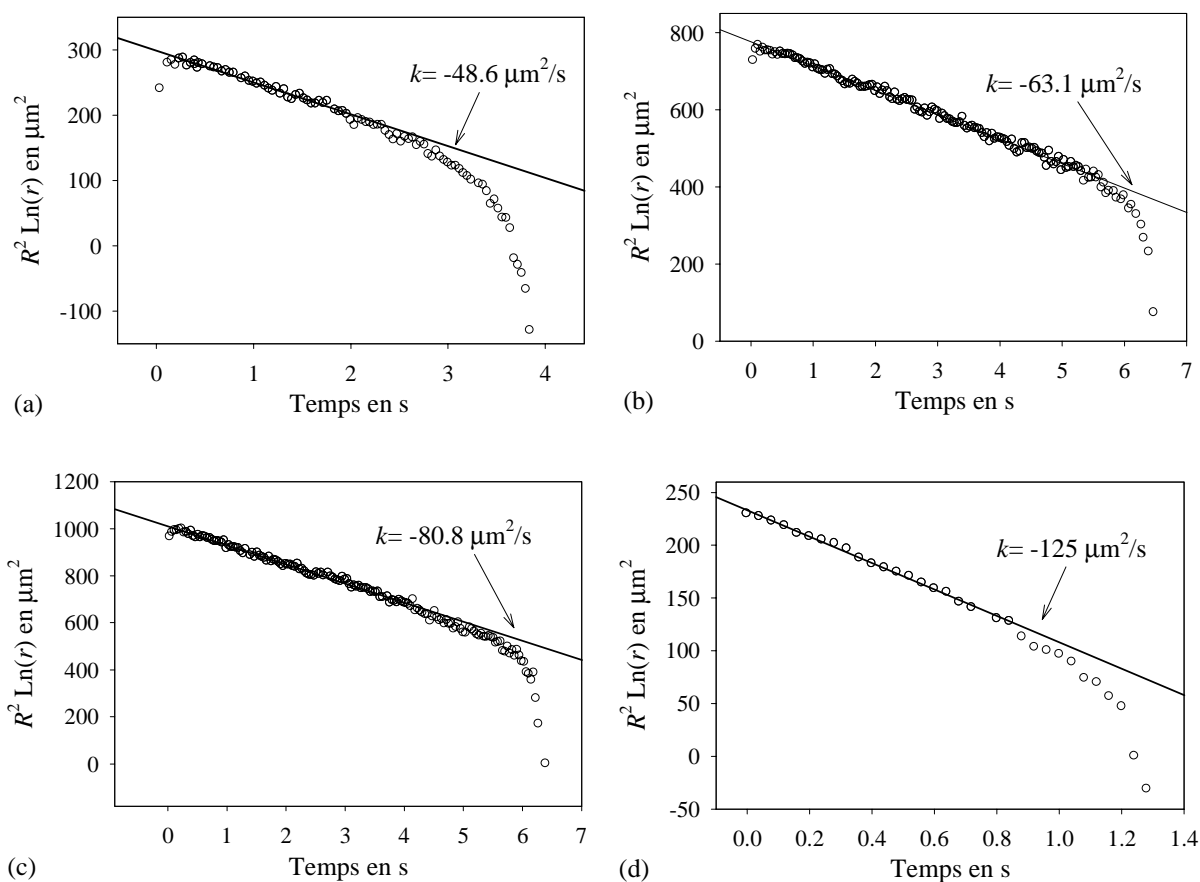 300
200
100
0
-100
R² Ln(r) en µm²
k= -48.6 µm²/s
0 1 2 3 4
Temps en s
(a)
800
600
400
200
0
R² Ln(r) en µm²
k= -63.1 µm²/s
0 1 2 3 4 5 6 7
Temps en s
(b)
1200
1000
800
600
400
200
0
R² Ln(r) en µm²
k= -80.8 µm²/s
0 1 2 3 4 5 6 7
Temps en s
(c)
250
200
150
100
50
0
-50
R² Ln(r) en µm²
k= -125 µm²/s
0.0 0.2 0.4 0.6 0.8 1.0 1.2 1.4
Temps en s
(d)